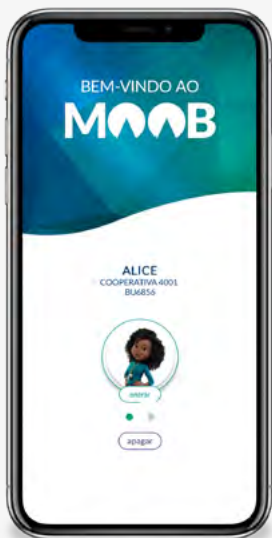 BEM-VINDO AO
MOOB
ALICE
COOPERATIVA 4001
BU6856
apagar